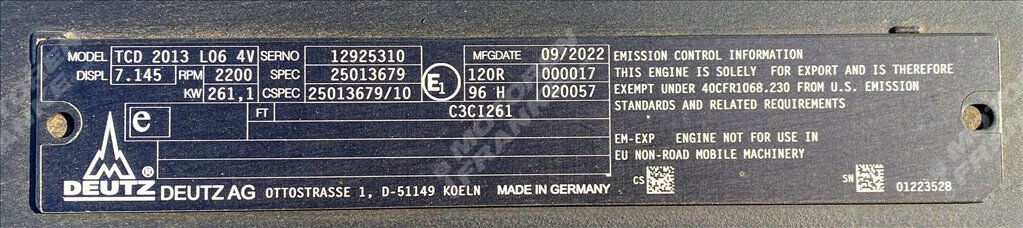 MODEL TCD 2013 L06 4V SERNO 12925310 MFGDATE 09/2022
DISPL 7.145 RPM 2200 SPEC 25013679 E1 120R 000017
KW 261,1 CSPEC 25013679/10 96 H 020057
e FT C3CI261
DEUTZ ® DEUTZ AG OTTOSTRASSE 1, D-51149 KOELN MADE IN GERMANY
EMISSION CONTROL INFORMATION
THIS ENGINE IS SOLELY FOR EXPORT AND IS THEREFORE
EXEMPT UNDER 40CFR1068.230 FROM U.S. EMISSION
STANDARDS AND RELATED REQUIREMENTS
EM-EXP ENGINE NOT FOR USE IN
EU NON-ROAD MOBILE MACHINERY
CS SN 01223528